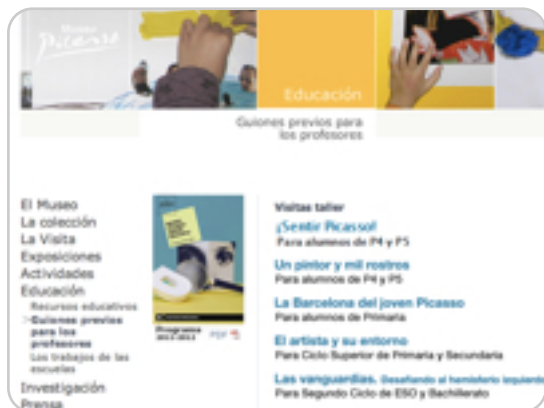 Museu
Picasso
Educación
Guiones previos para
los profesores
El Museo
La colección
La Visita
Exposiciones
Actividades
Educación
Recursos educativos
>Guiones previos
para los
profesores
Los trabajos de las
escuelas
Investigación
Prensa
Programa
PDF
Visitas taller
¡Sentir Picasso!
Para alumnos de P4 y P5
Un pintor y mil rostros
Para alumnos de P4 y P5
La Barcelona del joven Picasso
Para alumnos de Primaria
El artista y su entorno
Para Ciclo Superior de Primaria y Secundaria
Las vanguardias. Desafiando al hemisferio izquierdo
Para Segundo Ciclo de ESO y Bachillerato